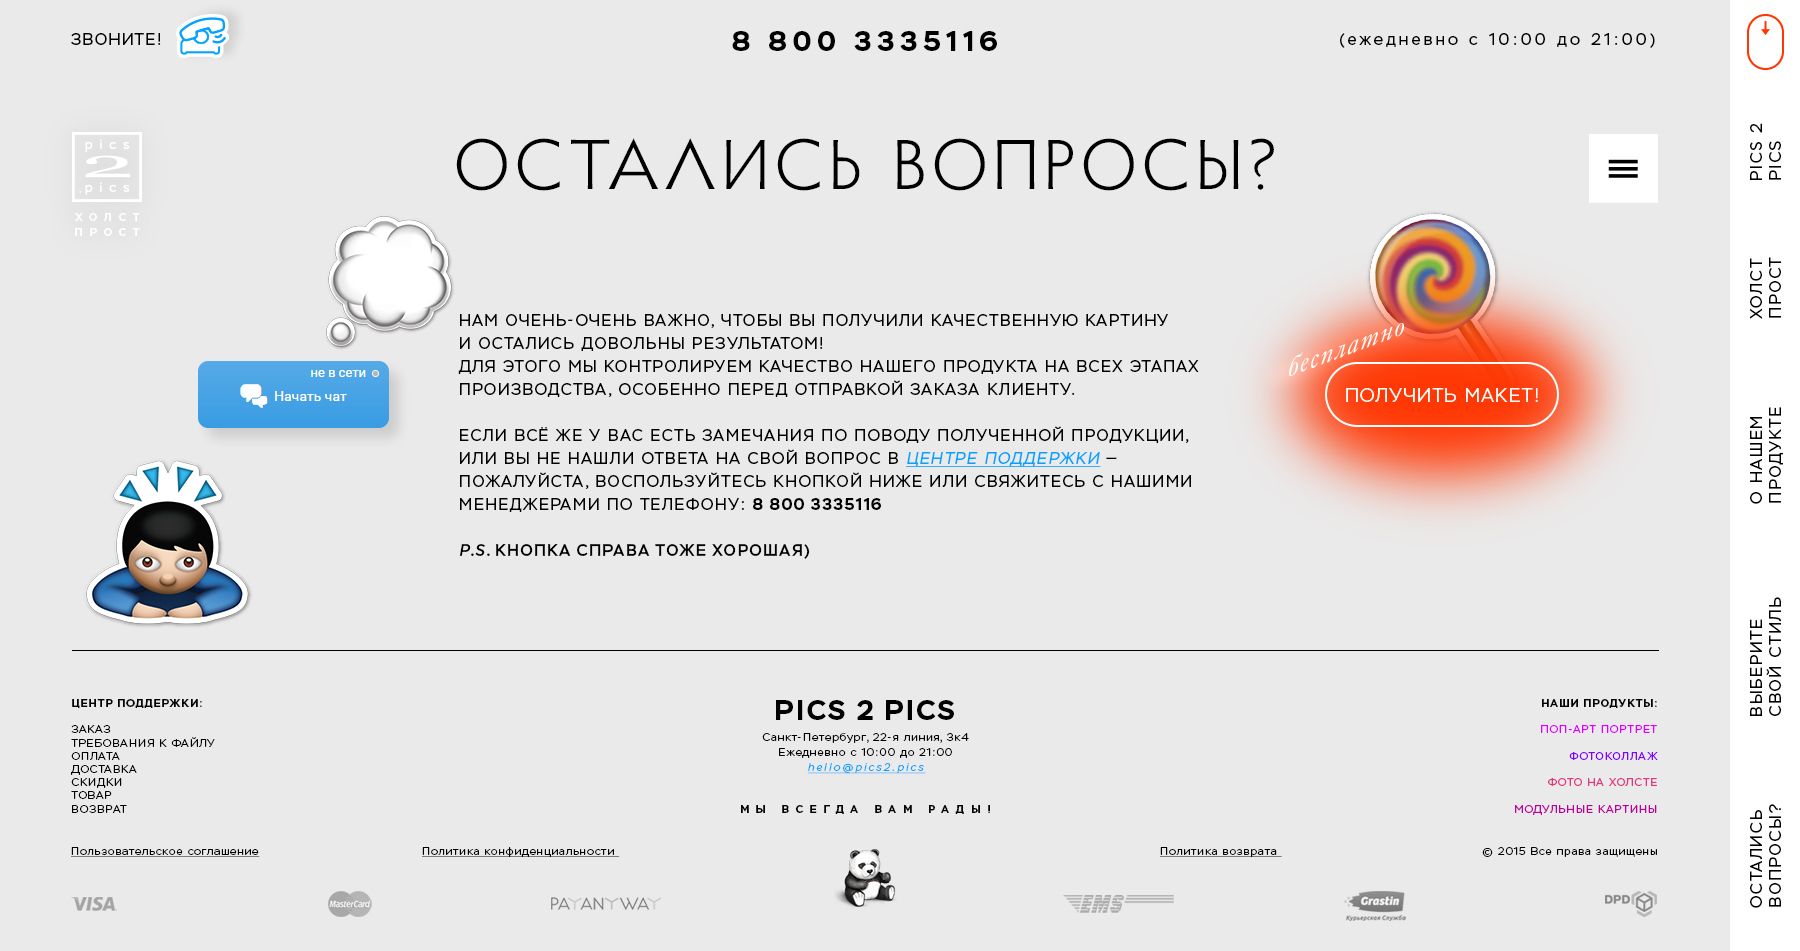 ЗВОНИТЕ!
8 800 3335116
(ежедневно с 10:00 до 21:00)
pics
2
.pics
ХОЛСТ
ПРОСТ
ОСТАЛИСЬ ВОПРОСЫ?
НАМ ОЧЕНЬ-ОЧЕНЬ ВАЖНО, ЧТОБЫ ВЫ ПОЛУЧИЛИ КАЧЕСТВЕННУЮ КАРТИНУ
И ОСТАЛИСЬ ДОВОЛЬНЫ РЕЗУЛЬТАТОМ!
ДЛЯ ЭТОГО МЫ КОНТРОЛИРУЕМ КАЧЕСТВО НАШЕГО ПРОДУКТА НА ВСЕХ ЭТАПАХ
ПРОИЗВОДСТВА, ОСОБЕННО ПЕРЕД ОТПРАВКОЙ ЗАКАЗА КЛИЕНТУ.
ЕСЛИ ВСЁ ЖЕ У ВАС ЕСТЬ ЗАМЕЧАНИЯ ПО ПОВОДУ ПОЛУЧЕННОЙ ПРОДУКЦИИ,
ИЛИ ВЫ НЕ НАШЛИ ОТВЕТА НА СВОЙ ВОПРОС В ЦЕНТРЕ ПОДДЕРЖКИ –
ПОЖАЛУЙСТА, ВОСПОЛЬЗУЙТЕСЬ КНОПКОЙ НИЖЕ ИЛИ СВЯЖИТЕСЬ С НАШИМИ
МЕНЕДЖЕРАМИ ПО ТЕЛЕФОНУ: 8 800 3335116
P.S. КНОПКА СПРАВА ТОЖЕ ХОРОШАЯ)
не в сети
Начать чат
бесплатно
ПОЛУЧИТЬ МАКЕТ!
ЦЕНТР ПОДДЕРЖКИ:
ЗАКАЗ
ТРЕБОВАНИЯ К ФАЙЛУ
ОПЛАТА
ДОСТАВКА
СКИДКИ
ТОВАР
ВОЗВРАТ
PICS 2 PICS
Санкт-Петербург, 22-я линия, 3к4
Ежедневно с 10:00 до 21:00
hello@pics2.pics
МЫ ВСЕГДА ВАМ РАДЫ!
НАШИ ПРОДУКТЫ:
ПОП-АРТ ПОРТРЕТ
ФОТОКОЛЛАЖ
ФОТО НА ХОЛСТЕ
МОДУЛЬНЫЕ КАРТИНЫ
Пользовательское соглашение
Политика конфиденциальности
Политика возврата
© 2015 Все права защищены
VISA
MasterCard
PAYANYWAY
EMS
Grastin
Курьерская Служба
DPD
PICS 2
PICS
ХОЛСТ
ПРОСТ
О НАШЕМ
ПРОДУКТЕ
ВЫБЕРИТЕ
СВОЙ СТИЛЬ
ОСТАЛИСЬ
ВОПРОСЫ?